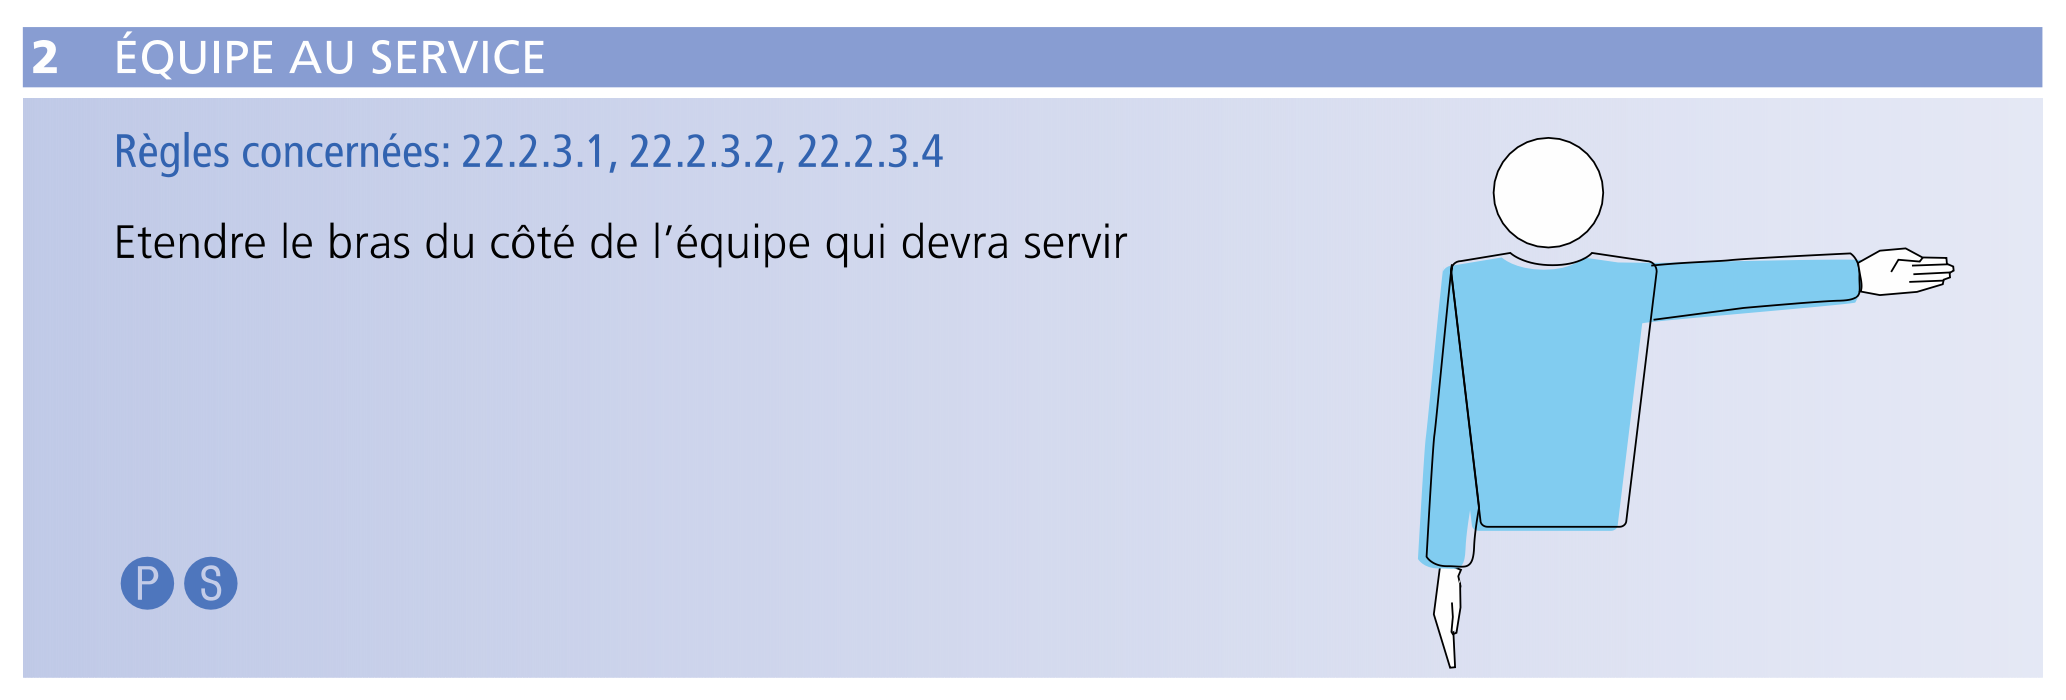 2 ÉQUIPE AU SERVICE
Règles concernées: 22.2.3.1, 22.2.3.2, 22.2.3.4
Etendre le bras du côté de l’équipe qui devra servir
P S